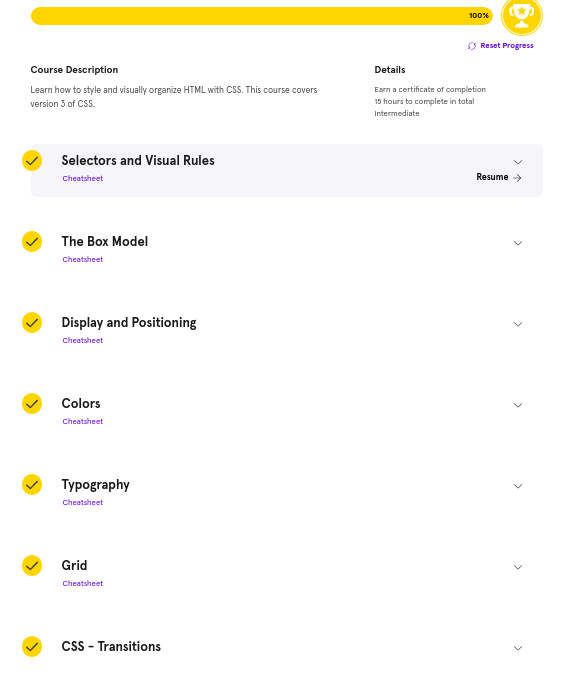 100%
Reset Progress
Course Description
Learn how to style and visually organize HTML with CSS. This course covers
version 3 of CSS.
Details
Earn a certificate of completion
15 hours to complete in total
Intermediate
Selectors and Visual Rules
Cheatsheet
Resume
The Box Model
Cheatsheet
Display and Positioning
Cheatsheet
Colors
Cheatsheet
Typography
Cheatsheet
Grid
Cheatsheet
CSS - Transitions